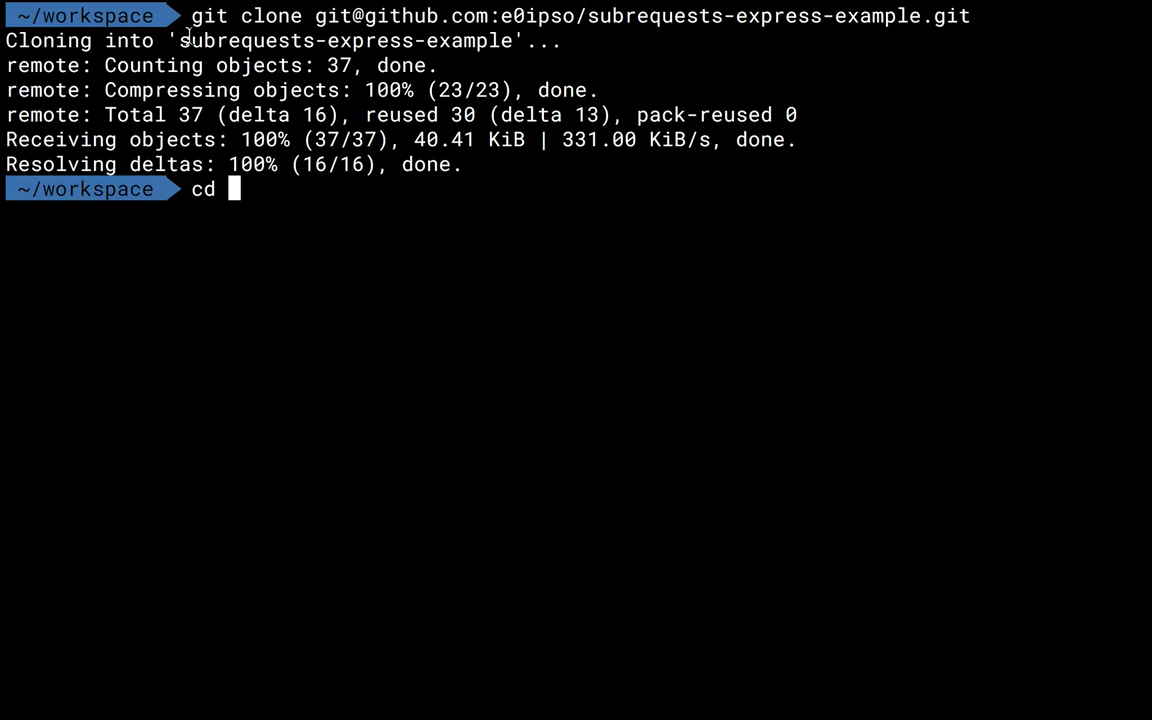 ~/workspace git clone git@github.com:e0ipso/subrequests-express-example.git
Cloning into 'subrequests-express-example'...
remote: Counting objects: 37, done.
remote: Compressing objects: 100% (23/23), done.
remote: Total 37 (delta 16), reused 30 (delta 13), pack-reused 0
Receiving objects: 100% (37/37), 40.41 KiB | 331.00 KiB/s, done.
Resolving deltas: 100% (16/16), done.
~/workspace cd